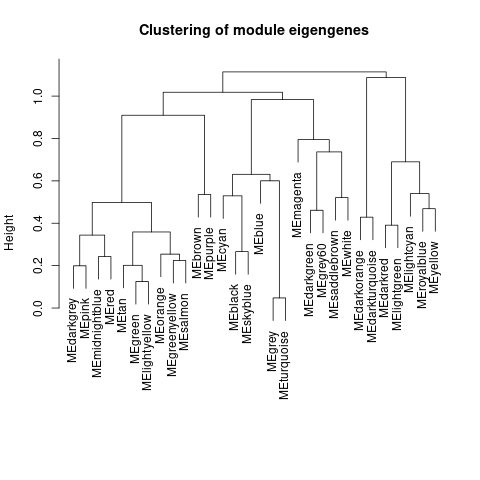 Clustering of module eigengenes
Height
1.0
0.8
0.6
0.4
0.2
0.0
MEdarkgrey
MEpink
MEmidnightblue
MEred
MEtan
MEgreen
MElightyellow
MEorange
MEgreenyellow
MEsalmon
MEbrown
MEpurple
MEcyan
MEblack
MEskyblue
MEblue
MEgrey
MEturquoise
MEmagenta
MEdarkgreen
MEgrey60
MEsaddlebrown
MEwhite
MEdarkorange
MEdarkturquoise
MEdarkred
MElightgreen
MElightcyan
MEroyalblue
MEyellow